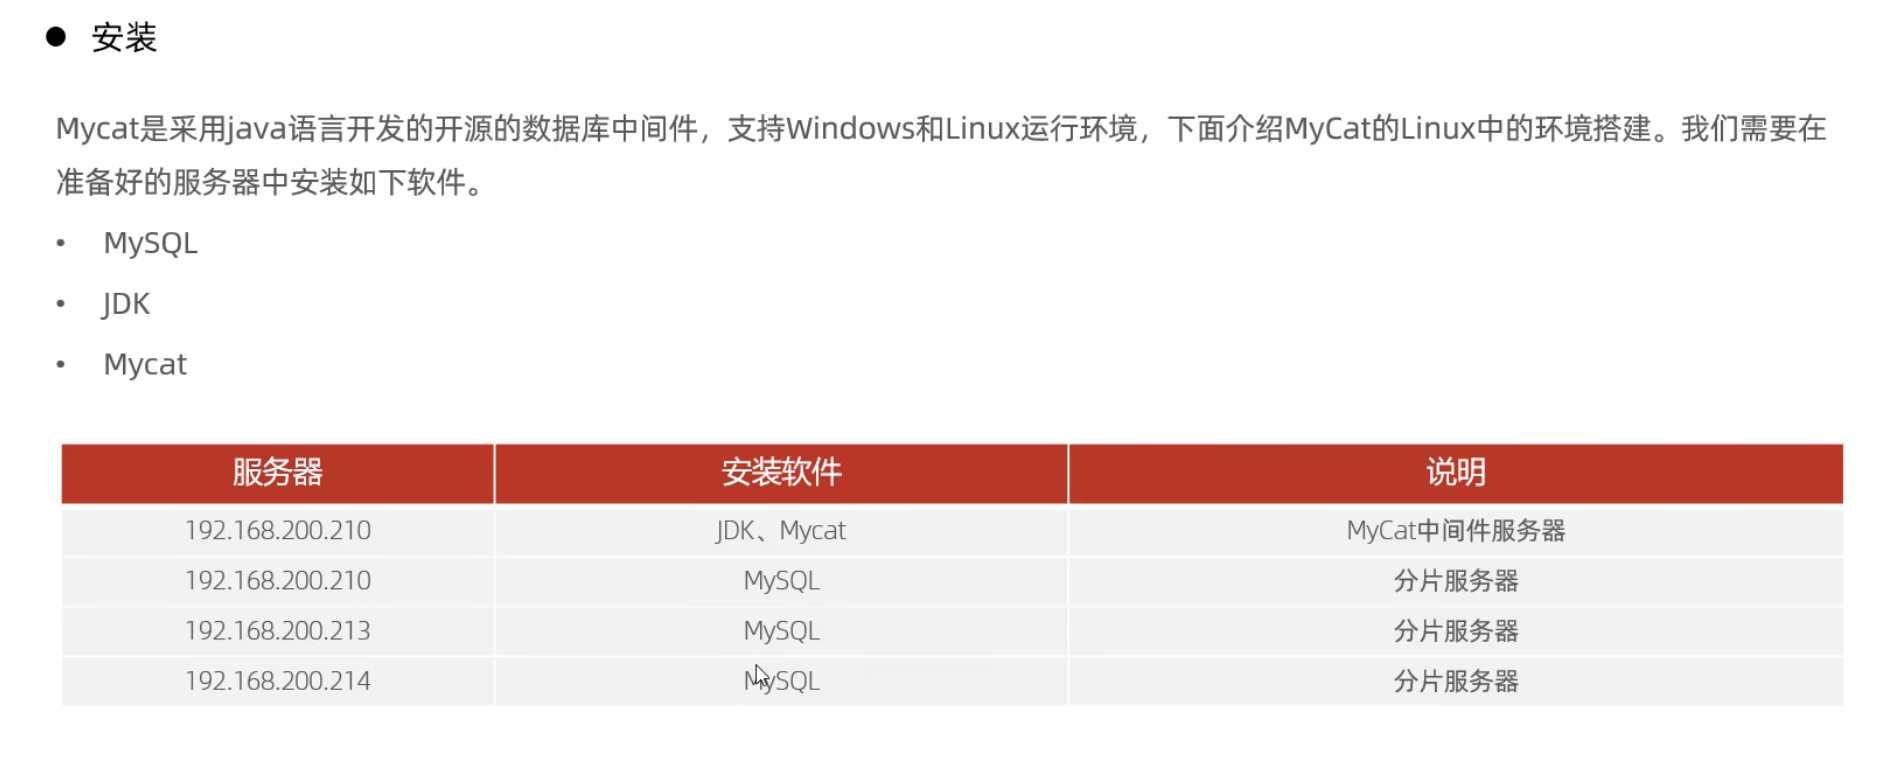 ● 安装
Mycat是采用java语言开发的开源的数据库中间件，支持Windows和Linux运行环境，下面介绍MyCat的Linux中的环境搭建。我们需要在
准备好的服务器中安装如下软件。
• MySQL
• JDK
• Mycat
服务器 安装软件 说明
192.168.200.210 JDK、Mycat MyCat中间件服务器
192.168.200.210 MySQL 分片服务器
192.168.200.213 MySQL 分片服务器
192.168.200.214 MySQL 分片服务器